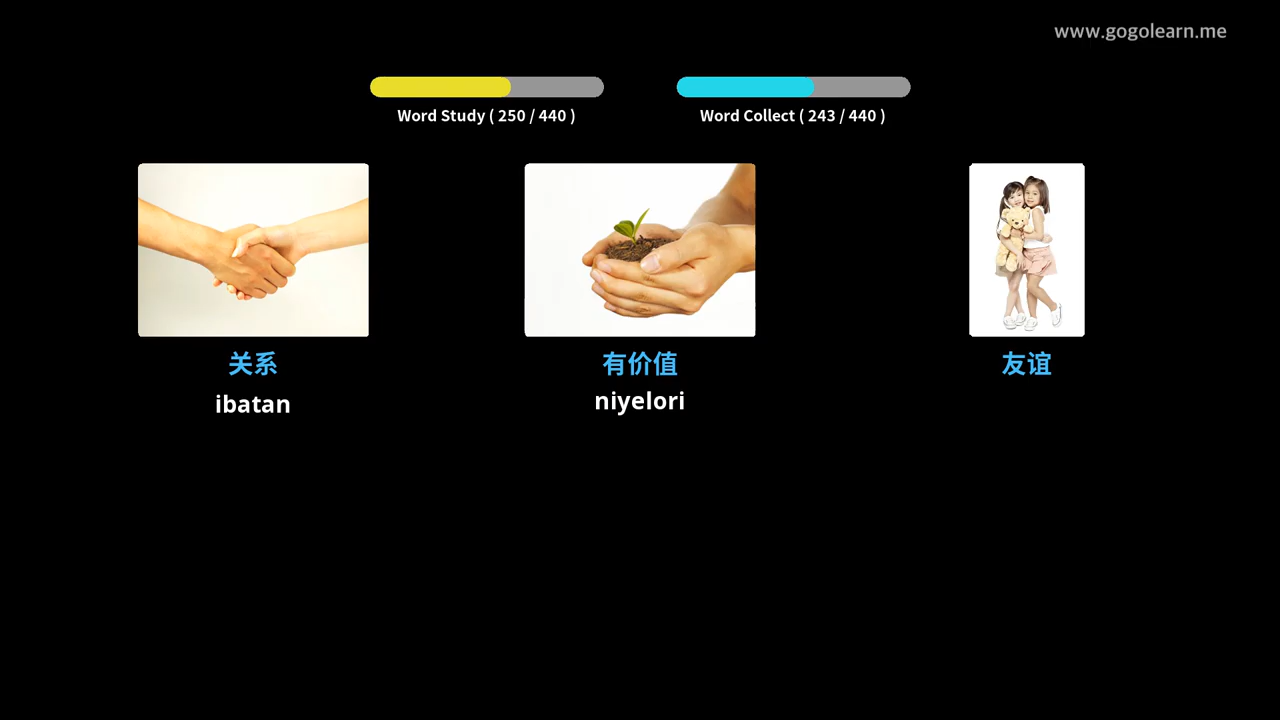 www.gogolearn.me
Word Study ( 250 / 440 )
Word Collect ( 243 / 440 )
关系
有价值
友谊
ibatan
niyelori